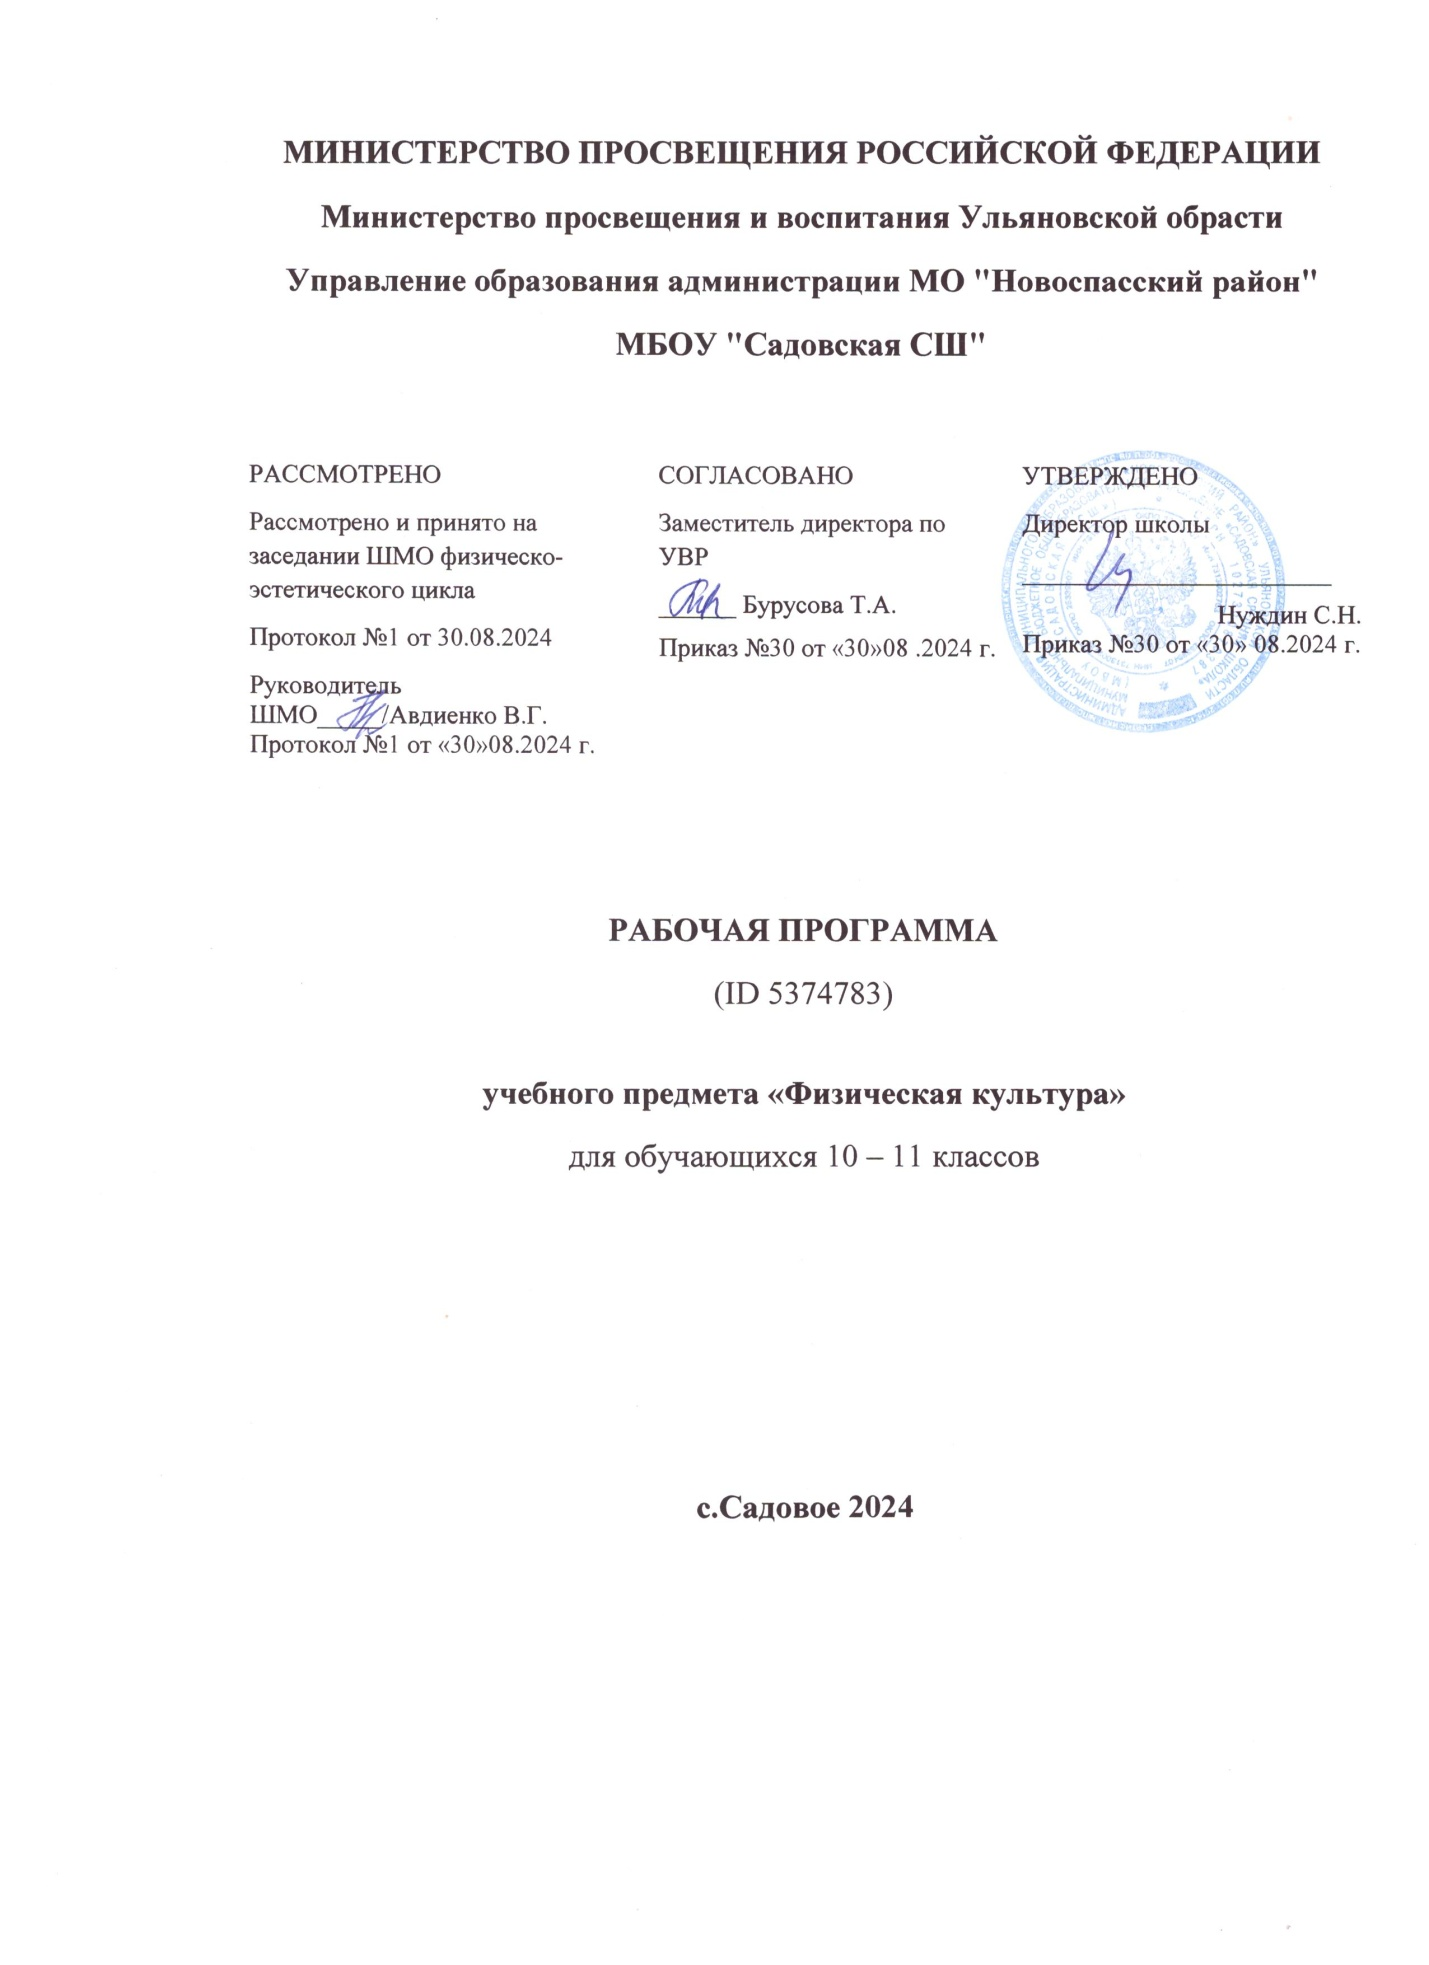 МИНИСТЕРСТВО ПРОСВЕЩЕНИЯ РОССИЙСКОЙ ФЕДЕРАЦИИ
Министерство просвещения и воспитания Ульяновской обрасти
Управление образования администрации МО "Новоспасский район"
МБОУ "Садовская СШ"
РАССМОТРЕНО
Рассмотрено и принято на
заседании ШМО физическо-
эстетического цикла
Протокол №1 от 30.08.2024
Руководитель
ШМО_____/Авдиенко В.Г.
Протокол №1 от «30»08.2024 г.
СОГЛАСОВАНО
Заместитель директора по
УВР
______ Бурусова Т.А.
Приказ №30 от «30»08 .2024 г.
УТВЕРЖДЕНО
Директор школы
________________________
Нуждин С.Н.
Приказ №30 от «30» 08.2024 г.
РАБОЧАЯ ПРОГРАММА
(ID 5374783)
учебного предмета «Физическая культура»
для обучающихся 10 – 11 классов
с.Садовое 2024